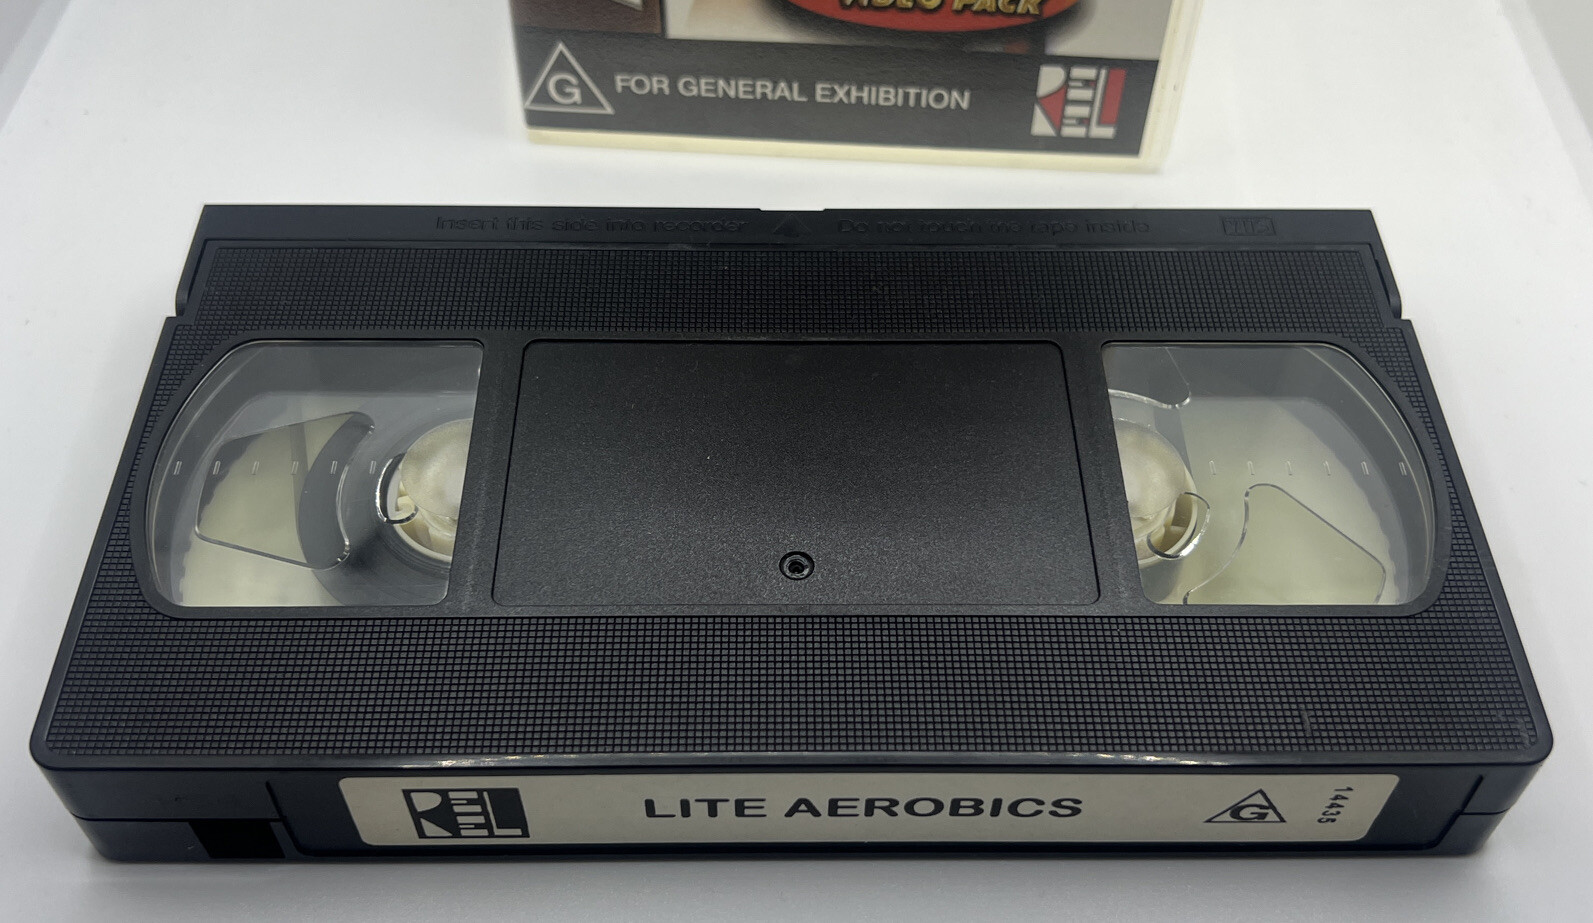 VIDEO PACK
G FOR GENERAL EXHIBITION
REEL
Insert this side into recorder
Do not touch the tape inside
VHS
REEL
LITE AEROBICS
G
14435